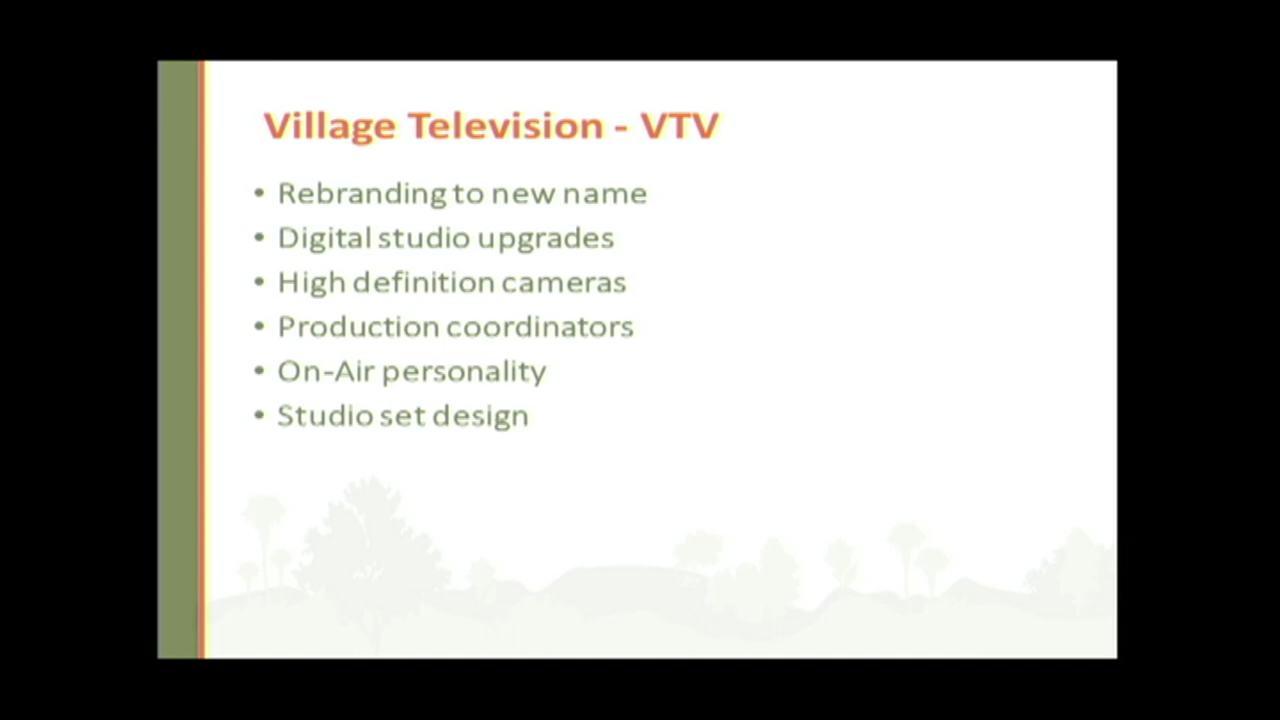 Village Television - VTV
• Rebranding to new name
• Digital studio upgrades
• High definition cameras
• Production coordinators
• On-Air personality
• Studio set design